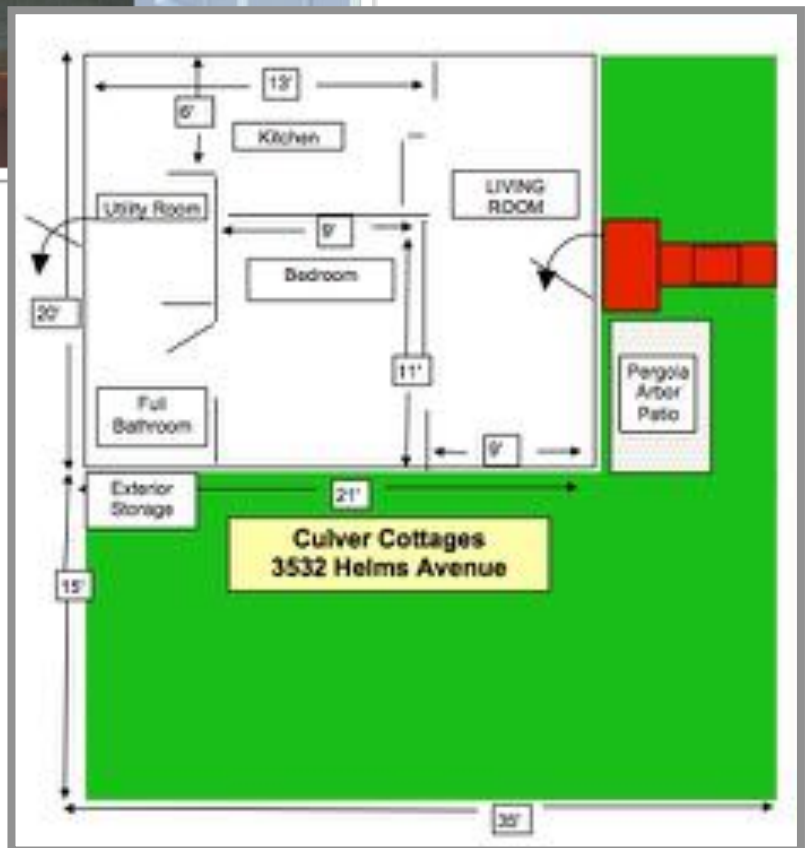 13'
6'
Kitchen
LIVING
ROOM
Utility Room
9'
Bedroom
20'
11'
Pergola
Arbor
Patio
Full
Bathroom
9'
Exterior
Storage
21'
Culver Cottages
3532 Helms Avenue
15'